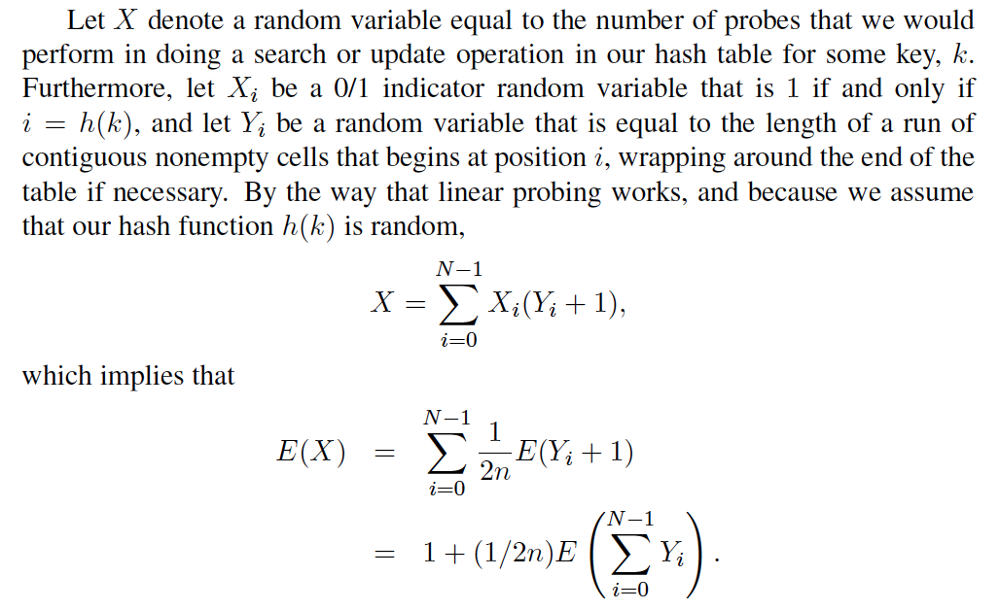 Let X denote a random variable equal to the number of probes that we would
perform in doing a search or update operation in our hash table for some key, k.
Furthermore, let X_i be a 0/1 indicator random variable that is 1 if and only if
i = h(k), and let Y_i be a random variable that is equal to the length of a run of
contiguous nonempty cells that begins at position i, wrapping around the end of the
table if necessary. By the way that linear probing works, and because we assume
that our hash function h(k) is random,
X = \sum_{i=0}^{N-1} X_i(Y_i + 1),
which implies that
E(X) = \sum_{i=0}^{N-1} \frac{1}{2n} E(Y_i + 1)
= 1 + (1/2n)E \left( \sum_{i=0}^{N-1} Y_i \right).